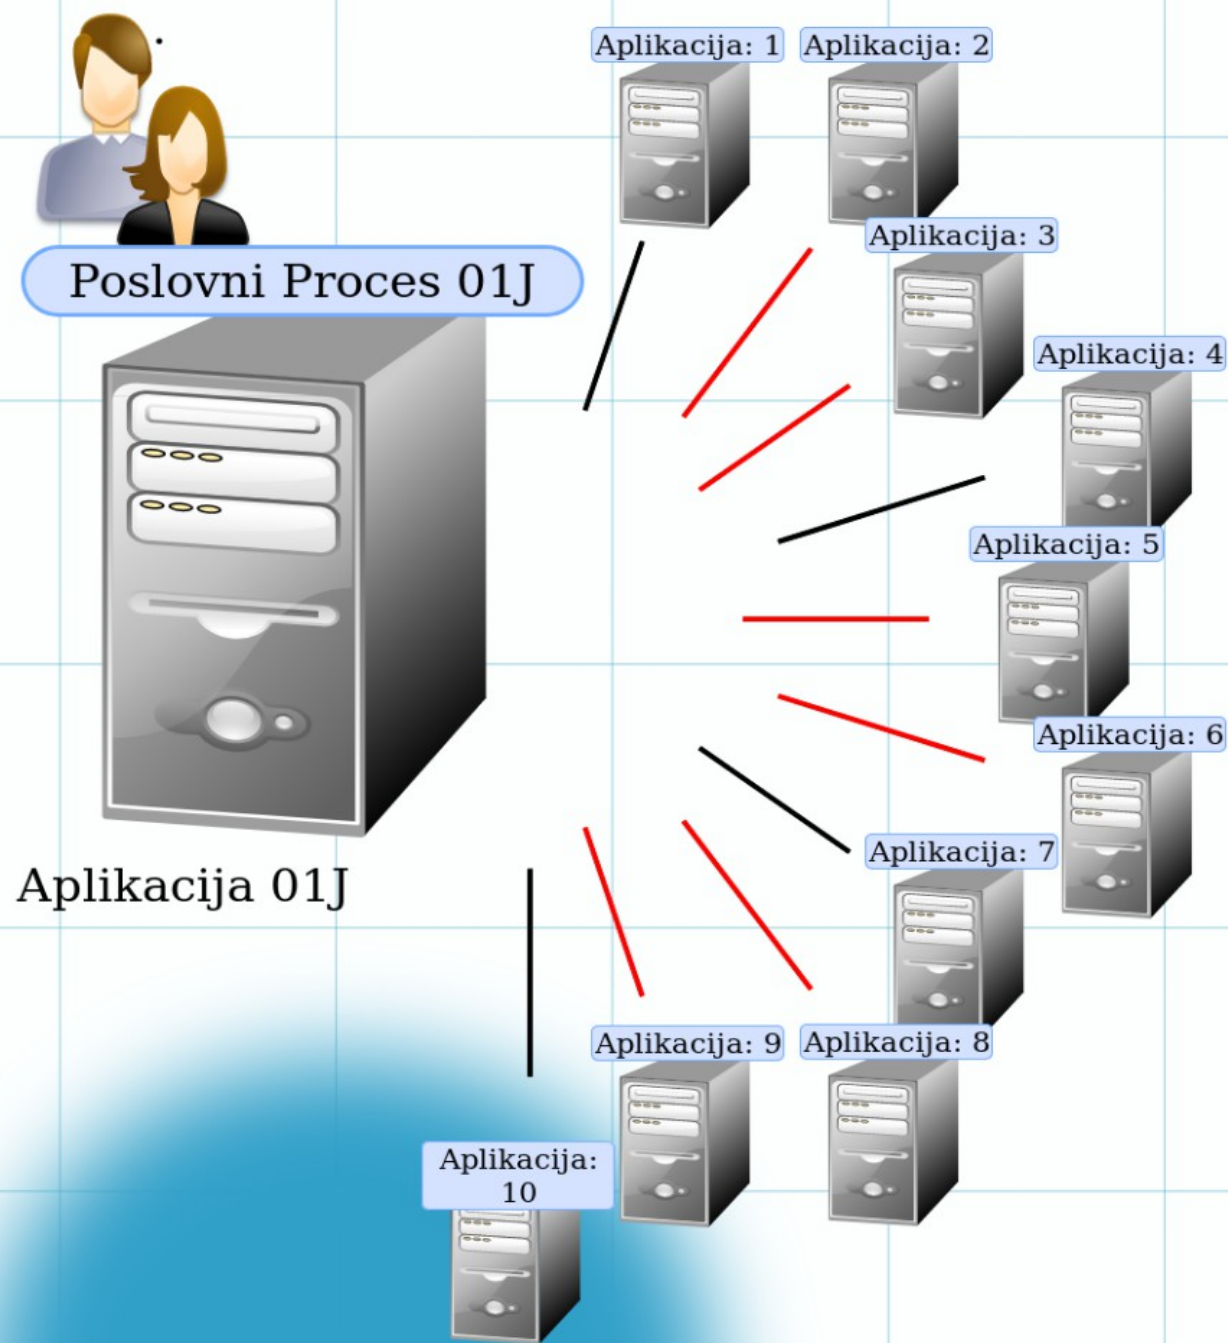 Aplikacija: 1
Aplikacija: 2
Aplikacija: 3
Poslovni Proces 01J
Aplikacija: 4
Aplikacija: 5
Aplikacija: 6
Aplikacija: 7
Aplikacija 01J
Aplikacija: 9
Aplikacija: 8
Aplikacija:
10